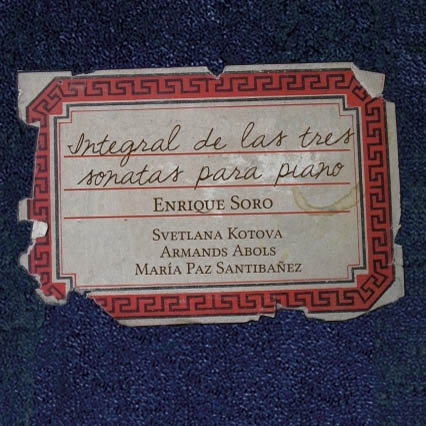 Integral de las tres
sonatas para piano
ENRIQUE SORO
SVETLANA KOTOVA
ARMANDS ABOLS
MARÍA PAZ SANTIBAÑEZ